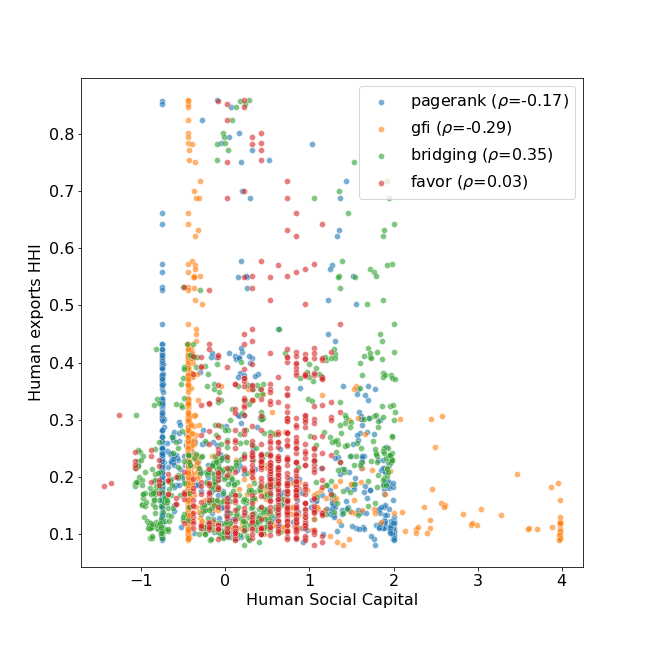 pagerank (ρ=-0.17)
gfi (ρ=-0.29)
bridging (ρ=0.35)
favor (ρ=0.03)
Human exports HHI
0.8
0.7
0.6
0.5
0.4
0.3
0.2
0.1
−1 0 1 2 3 4
Human Social Capital